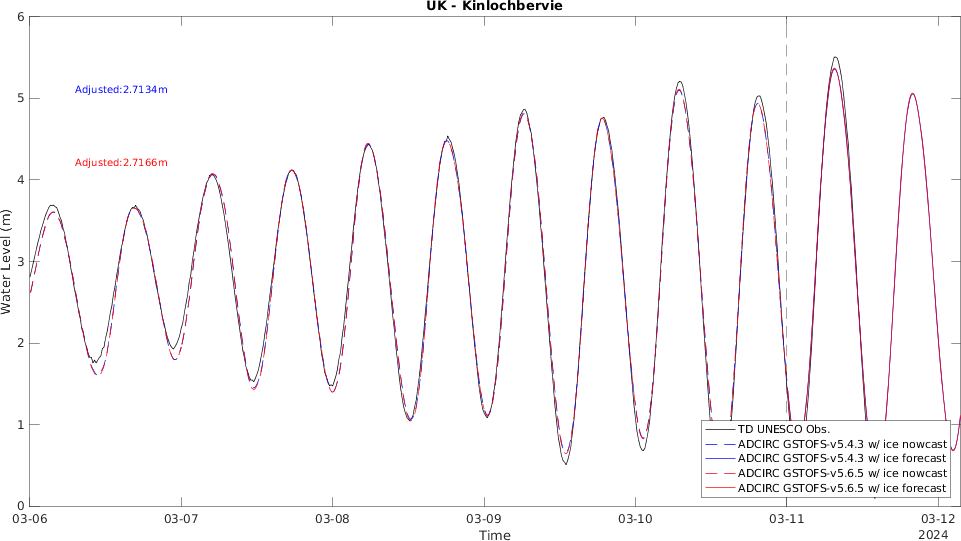 UK - Kinlochbervie
6
5
4
3
2
1
0
Water Level (m)
Adjusted:2.7134m
Adjusted:2.7166m
TD UNESCO Obs.
ADCIRC GSTOFS-v5.4.3 w/ ice nowcast
ADCIRC GSTOFS-v5.4.3 w/ ice forecast
ADCIRC GSTOFS-v5.6.5 w/ ice nowcast
ADCIRC GSTOFS-v5.6.5 w/ ice forecast
03-06 03-07 03-08 03-09 03-10 03-11 03-12
Time 2024